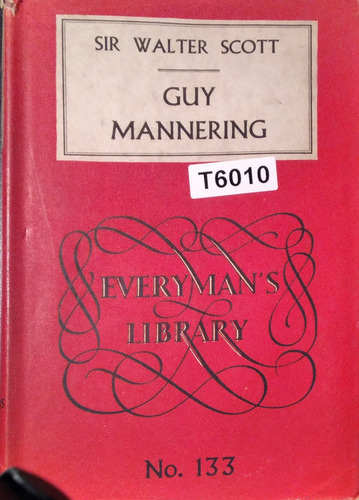 SIR WALTER SCOTT
GUY
MANNERING
T6010
EVERYMAN'S
LIBRARY
No. 133